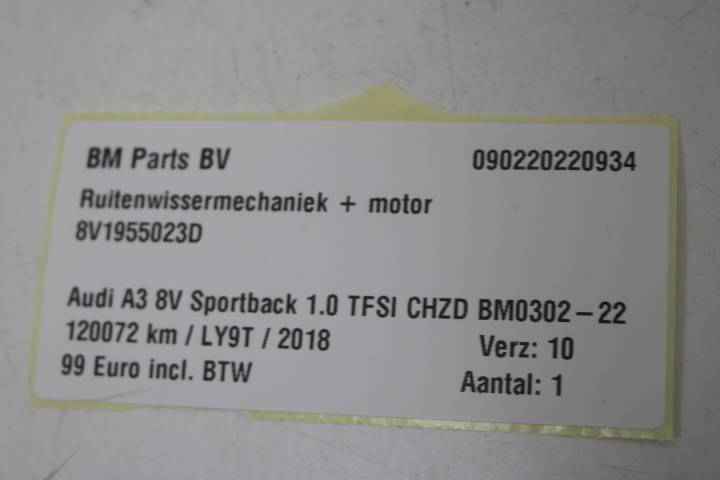 BM Parts BV 090220220934
Ruitenwissermechaniek + motor
8V1955023D
Audi A3 8V Sportback 1.0 TFSI CHZD BM0302-22
120072 km / LY9T / 2018 Verz: 10
99 Euro incl. BTW Aantal: 1